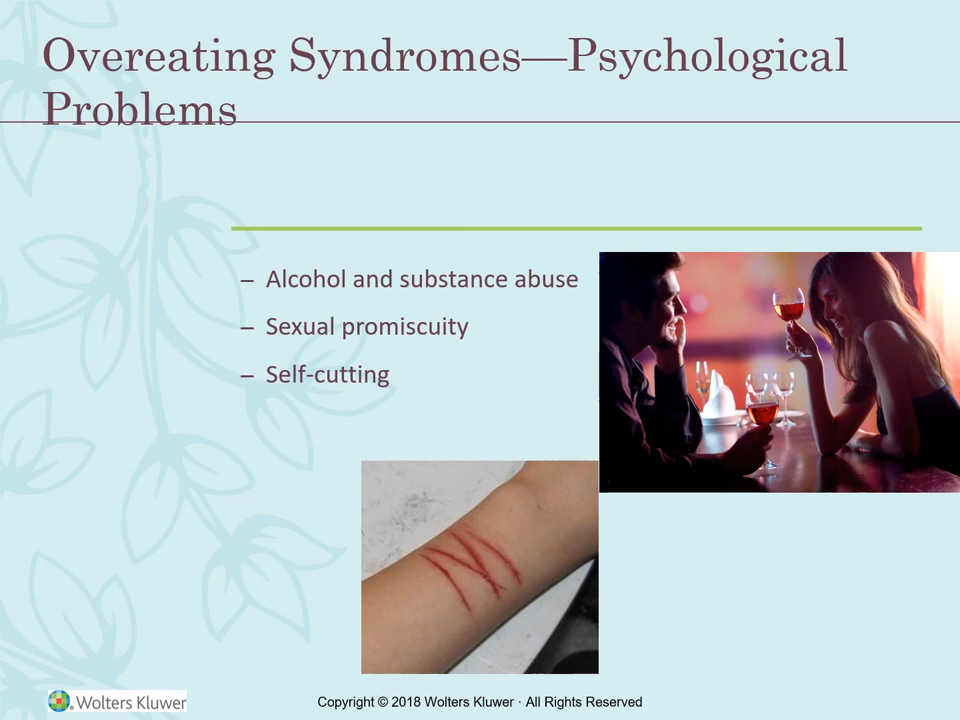 Overeating Syndromes—Psychological
Problems
– Alcohol and substance abuse
– Sexual promiscuity
– Self-cutting
Wolters Kluwer
Copyright © 2018 Wolters Kluwer · All Rights Reserved